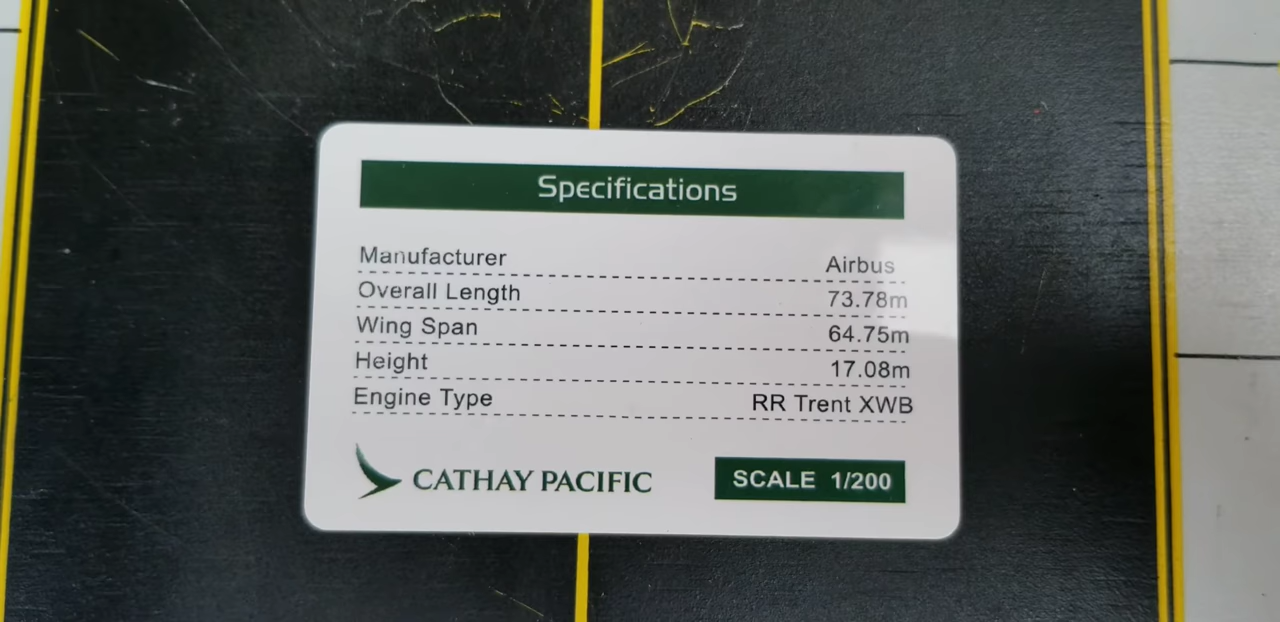 Specifications
Manufacturer Airbus
Overall Length 73.78m
Wing Span 64.75m
Height 17.08m
Engine Type RR Trent XWB
CATHAY PACIFIC SCALE 1/200